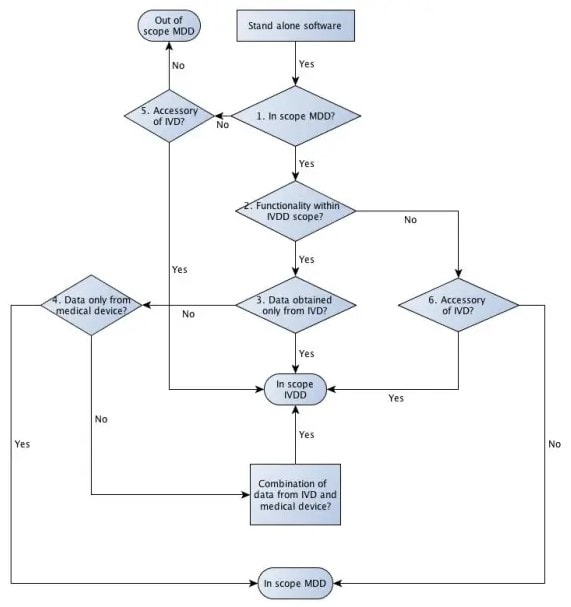 Out of
scope MDD
Stand alone software
No
Yes
5. Accessory
of IVD?
No
1. In scope MDD?
Yes
2. Functionality within
IVDD scope?
No
Yes
Yes
4. Data only from
medical device?
No
3. Data obtained
only from IVD?
6. Accessory
of IVD?
Yes
In scope
IVDD
Yes
No
Yes
Yes
No
Combination of
data from IVD and
medical device?
In scope MDD